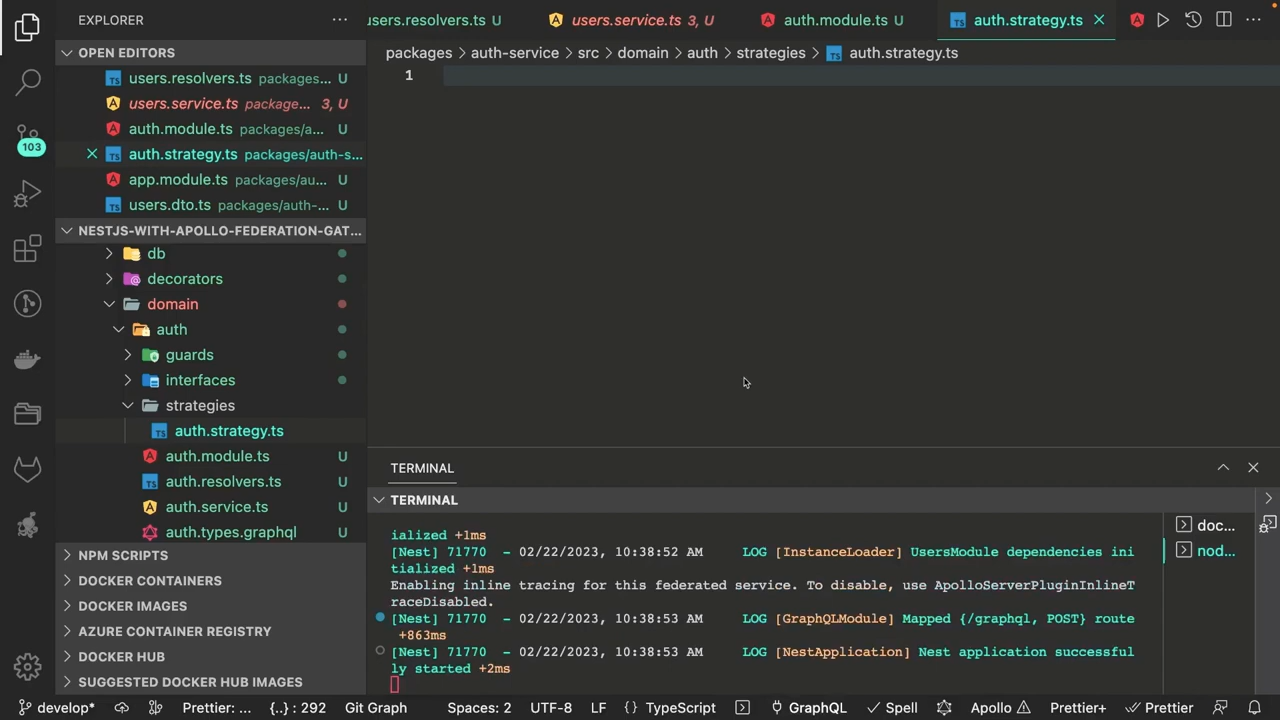 EXPLORER
users.resolvers.ts U
users.service.ts 3, U
auth.module.ts U
auth.strategy.ts
OPEN EDITORS
users.resolvers.ts packages... U
users.service.ts package... 3, U
auth.module.ts packages/a... U
auth.strategy.ts packages/auth-s...
app.module.ts packages/au... U
users.dto.ts packages/auth-... U
NESTJS-WITH-APOLLO-FEDERATION-GAT...
db
decorators
domain
auth
guards
interfaces
strategies
auth.strategy.ts
auth.module.ts U
auth.resolvers.ts U
auth.service.ts U
auth.types.graphql U
NPM SCRIPTS
DOCKER CONTAINERS
DOCKER IMAGES
AZURE CONTAINER REGISTRY
DOCKER HUB
SUGGESTED DOCKER HUB IMAGES
103
packages > auth-service > src > domain > auth > strategies > auth.strategy.ts
1
TERMINAL
TERMINAL
ialized +1ms
[Nest] 71770 - 02/22/2023, 10:38:52 AM LOG [InstanceLoader] UsersModule dependencies ini
tialized +1ms
Enabling inline tracing for this federated service. To disable, use ApolloServerPluginInlineT
raceDisabled.
[Nest] 71770 - 02/22/2023, 10:38:53 AM LOG [GraphQLModule] Mapped {/graphql, POST} route
+863ms
[Nest] 71770 - 02/22/2023, 10:38:53 AM LOG [NestApplication] Nest application successful
ly started +2ms
doc...
nod...
develop* Prettier: ... {..} : 292 Git Graph Spaces: 2 UTF-8 LF {} TypeScript GraphQL Spell Apollo Prettier+ Prettier